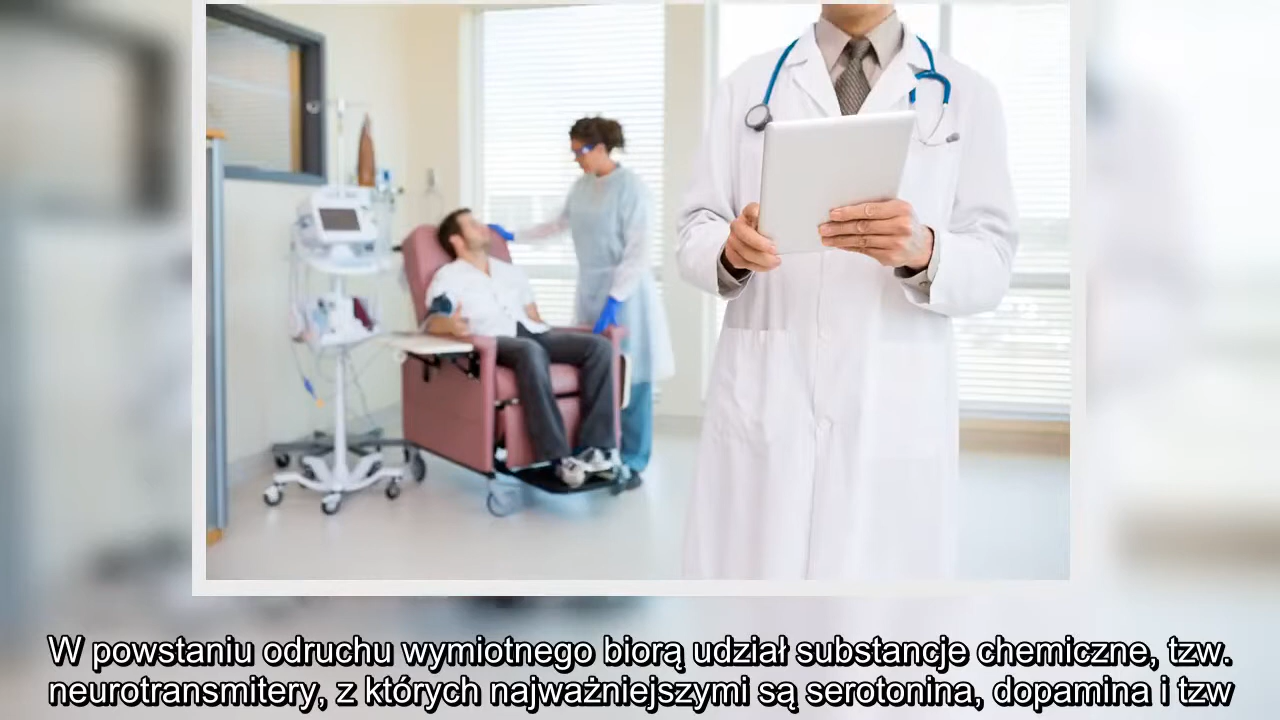 W powstaniu odruchu wymiotnego biorą udział substancje chemiczne, tzw.
neurotransmitery, z których najważniejszymi są serotonina, dopamina i tzw